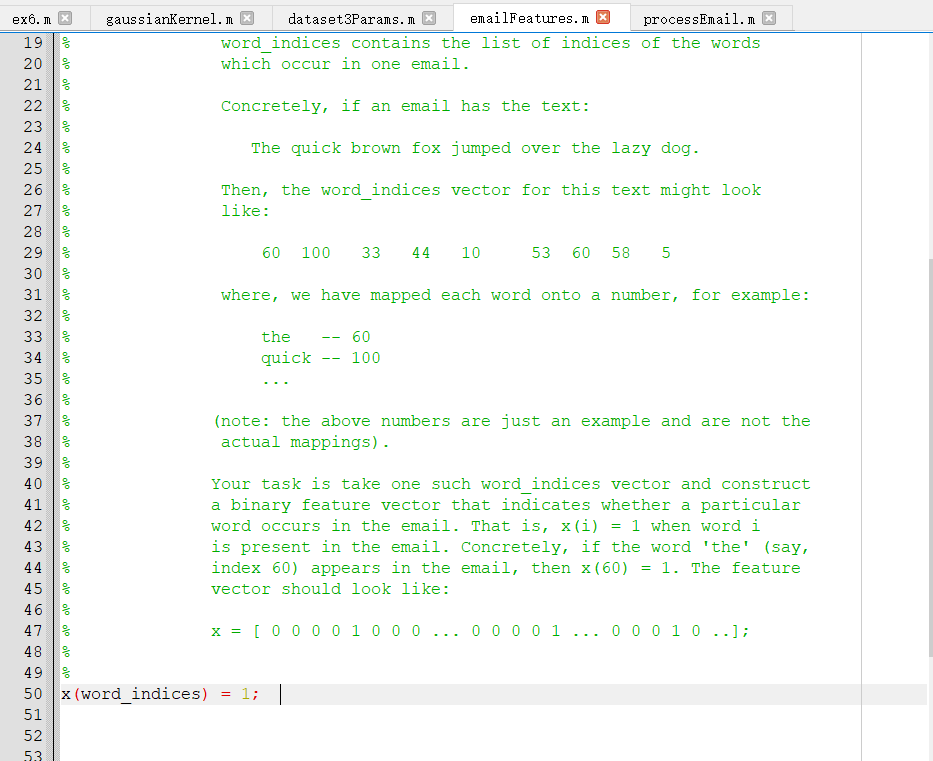 ex6.m gaussianKernel.m dataset3Params.m emailFeatures.m processEmail.m
19 % word_indices contains the list of indices of the words
20 % which occur in one email.
21 %
22 % Concretely, if an email has the text:
23 %
24 % The quick brown fox jumped over the lazy dog.
25 %
26 % Then, the word_indices vector for this text might look
27 % like:
28 %
29 % 60 100 33 44 10 53 60 58 5
30 %
31 % where, we have mapped each word onto a number, for example:
32 %
33 % the -- 60
34 % quick -- 100
35 % ...
36 %
37 % (note: the above numbers are just an example and are not the
38 % actual mappings).
39 %
40 % Your task is take one such word_indices vector and construct
41 % a binary feature vector that indicates whether a particular
42 % word occurs in the email. That is, x(i) = 1 when word i
43 % is present in the email. Concretely, if the word 'the' (say,
44 % index 60) appears in the email, then x(60) = 1. The feature
45 % vector should look like:
46 %
47 % x = [ 0 0 0 0 1 0 0 0 ... 0 0 0 0 1 ... 0 0 0 1 0 ..];
48 %
49 %
50 x(word_indices) = 1;
51
52
53